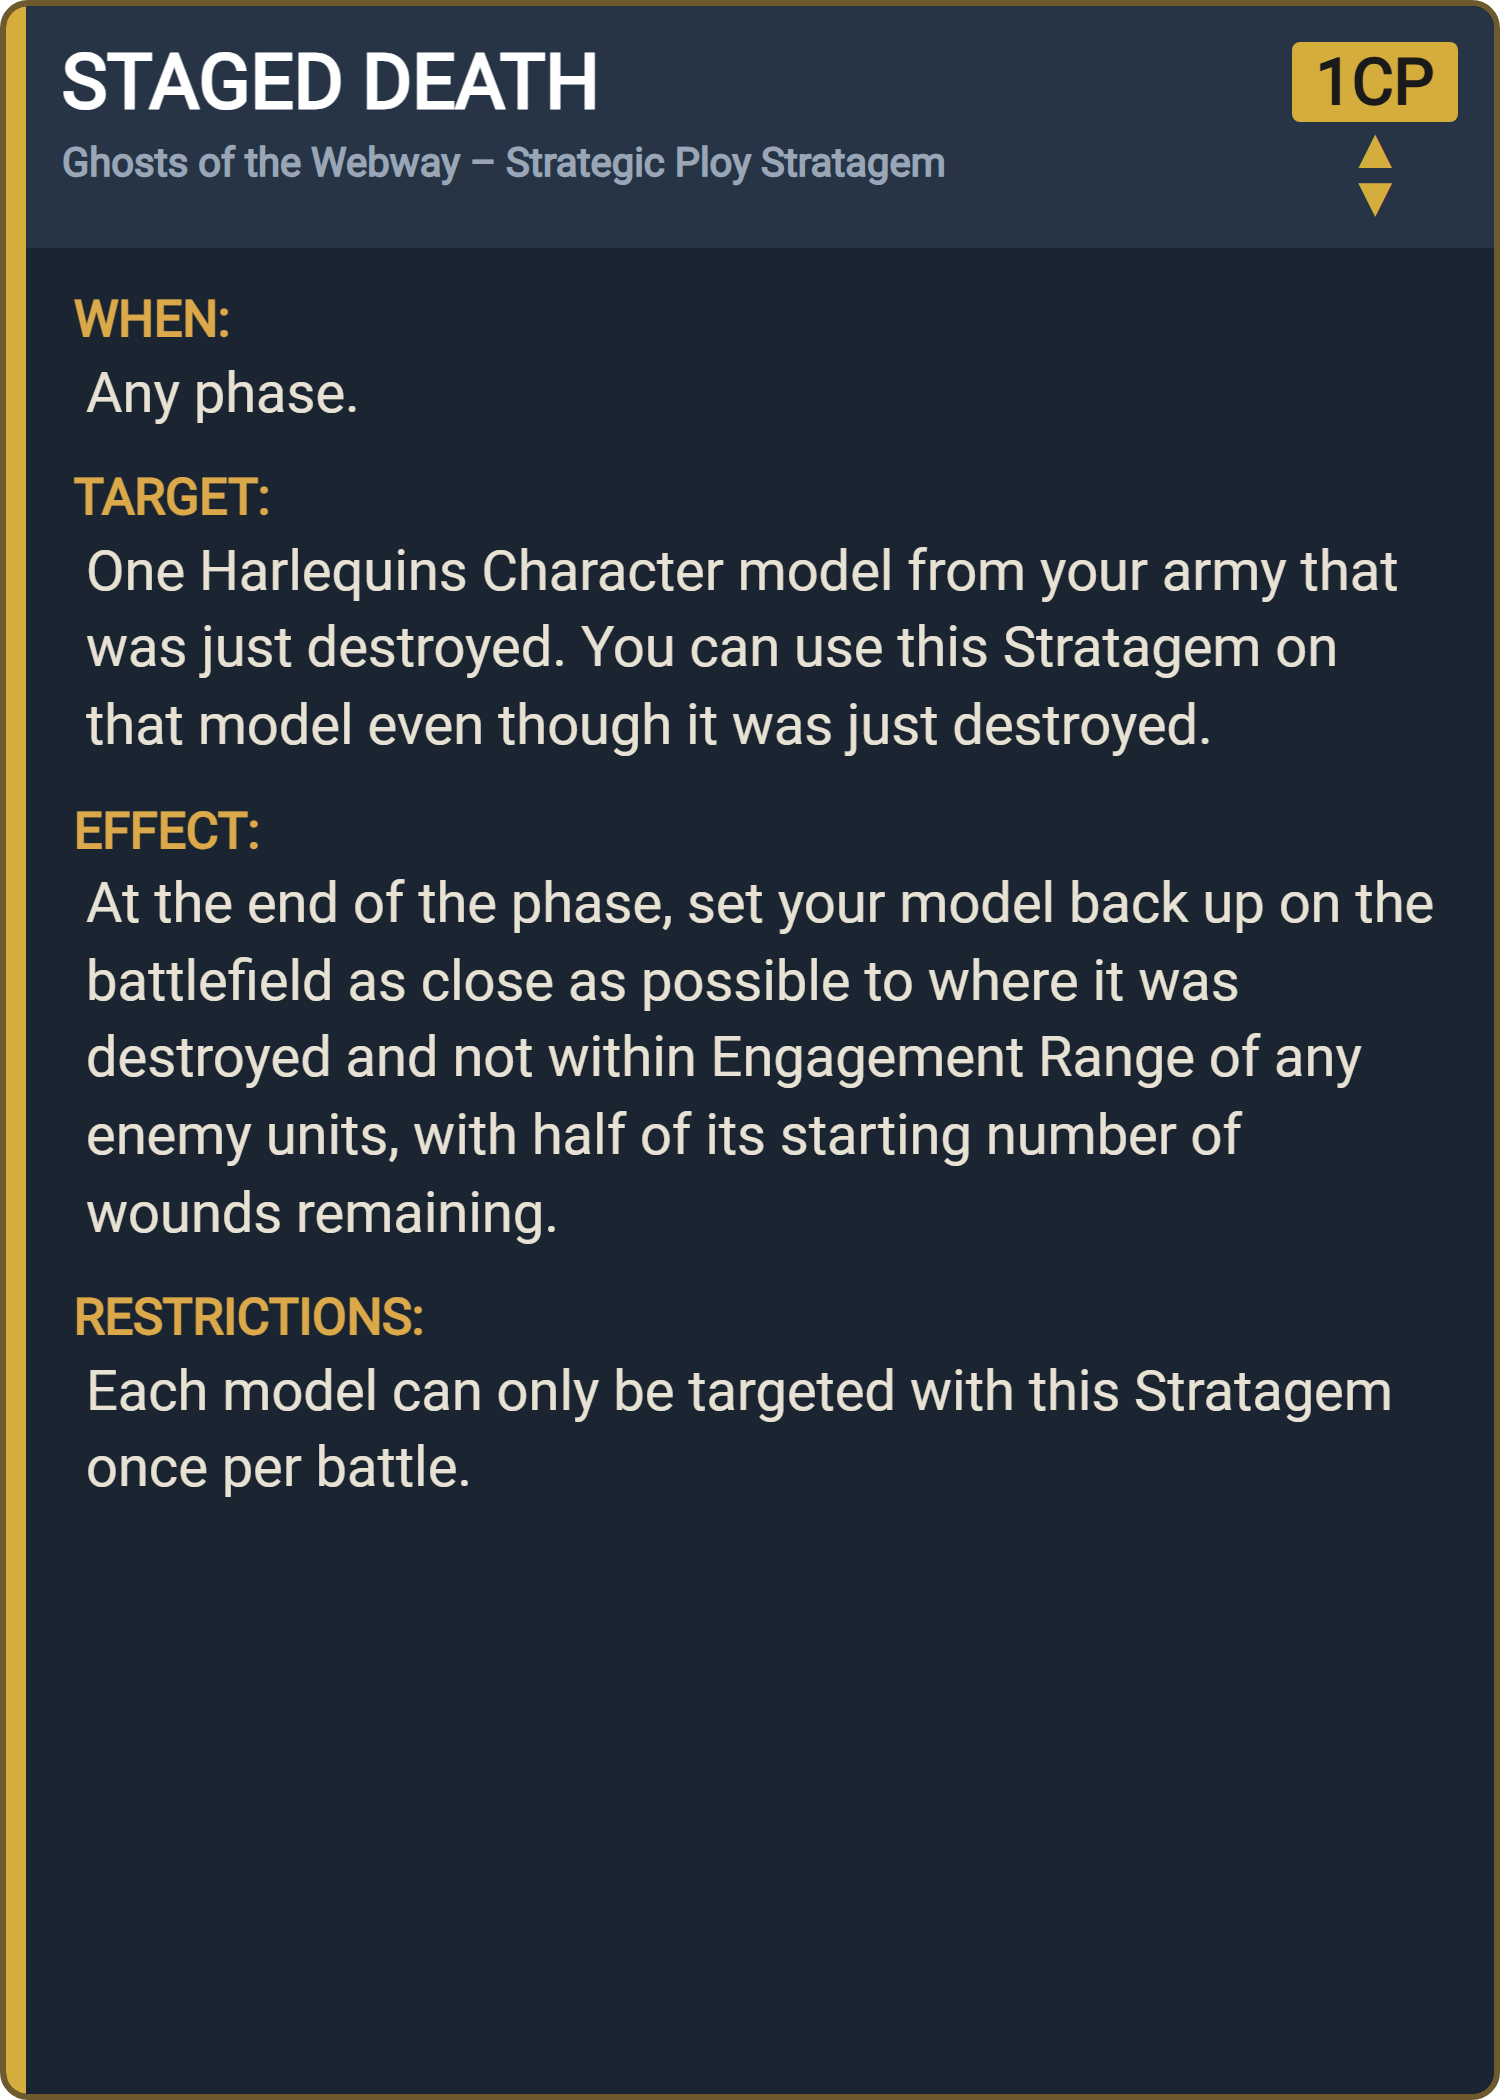 STAGED DEATH
1CP
Ghosts of the Webway – Strategic Ploy Stratagem
WHEN:
Any phase.
TARGET:
One Harlequins Character model from your army that
was just destroyed. You can use this Stratagem on
that model even though it was just destroyed.
EFFECT:
At the end of the phase, set your model back up on the
battlefield as close as possible to where it was
destroyed and not within Engagement Range of any
enemy units, with half of its starting number of
wounds remaining.
RESTRICTIONS:
Each model can only be targeted with this Stratagem
once per battle.